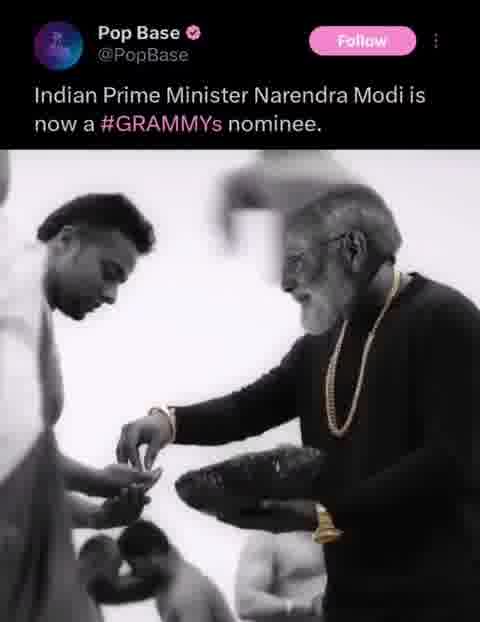 Pop Base
@PopBase
Follow
Indian Prime Minister Narendra Modi is
now a #GRAMMYs nominee.